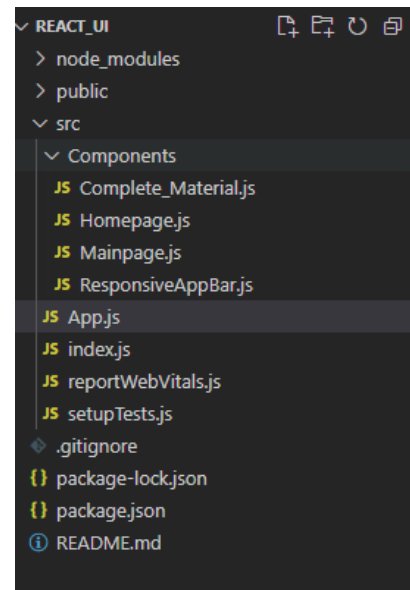 REACT_UI
node_modules
public
src
Components
JS Complete_Material.js
JS Homepage.js
JS Mainpage.js
JS ResponsiveAppBar.js
JS App.js
JS index.js
JS reportWebVitals.js
JS setupTests.js
.gitignore
{} package-lock.json
{} package.json
README.md